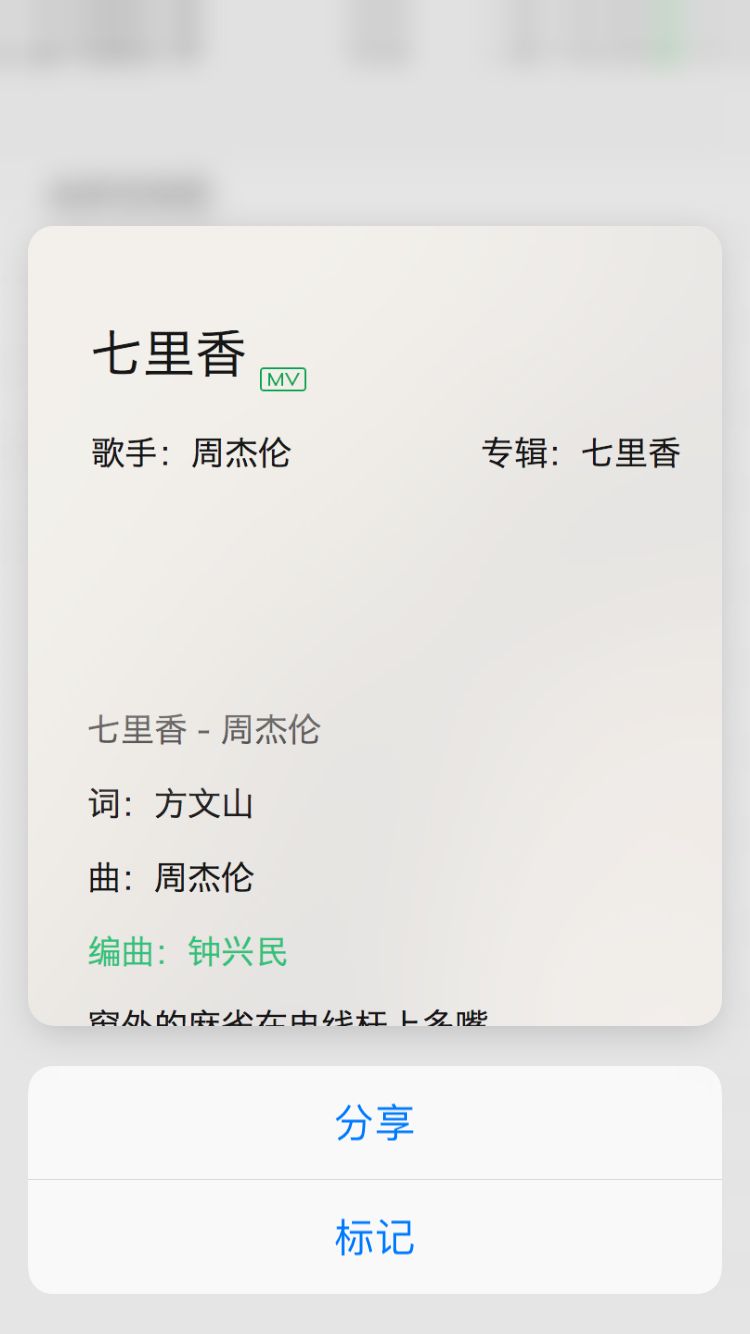 七里香 MV
歌手：周杰伦 专辑：七里香
七里香 - 周杰伦
词：方文山
曲：周杰伦
编曲：钟兴民
窗外的麻雀在电线杆上多嘴
分享
标记